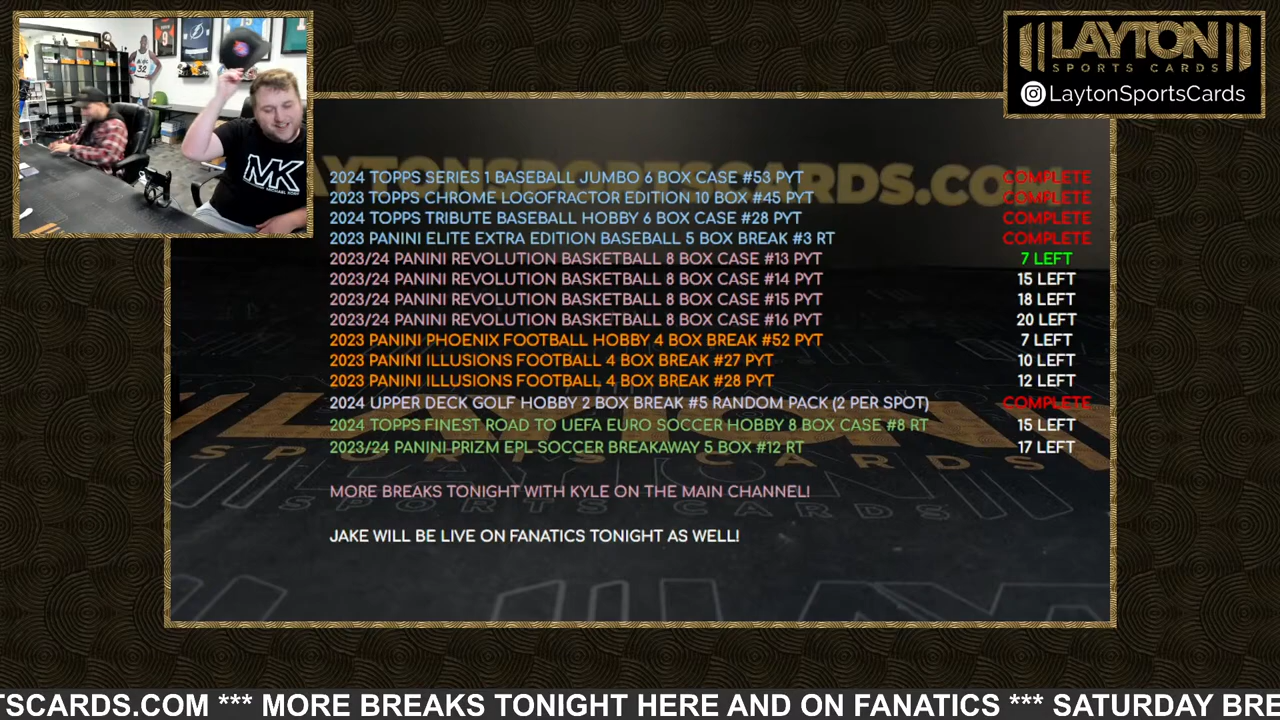 LAYTON
SPORTS CARDS
LaytonSportsCards
LAYTONSPORTSCARDS.CO
2024 TOPPS SERIES 1 BASEBALL JUMBO 6 BOX CASE #53 PYT COMPLETE
2023 TOPPS CHROME LOGOFRACTOR EDITION 10 BOX #45 PYT COMPLETE
2024 TOPPS TRIBUTE BASEBALL HOBBY 6 BOX CASE #28 PYT COMPLETE
2023 PANINI ELITE EXTRA EDITION BASEBALL 5 BOX BREAK #3 RT COMPLETE
2023/24 PANINI REVOLUTION BASKETBALL 8 BOX CASE #13 PYT 7 LEFT
2023/24 PANINI REVOLUTION BASKETBALL 8 BOX CASE #14 PYT 15 LEFT
2023/24 PANINI REVOLUTION BASKETBALL 8 BOX CASE #15 PYT 18 LEFT
2023/24 PANINI REVOLUTION BASKETBALL 8 BOX CASE #16 PYT 20 LEFT
2023 PANINI PHOENIX FOOTBALL HOBBY 4 BOX BREAK #52 PYT 7 LEFT
2023 PANINI ILLUSIONS FOOTBALL 4 BOX BREAK #27 PYT 10 LEFT
2023 PANINI ILLUSIONS FOOTBALL 4 BOX BREAK #28 PYT 12 LEFT
2024 UPPER DECK GOLF HOBBY 2 BOX BREAK #5 RANDOM PACK (2 PER SPOT) COMPLETE
2024 TOPPS FINEST ROAD TO UEFA EURO SOCCER HOBBY 8 BOX CASE #8 RT 15 LEFT
2023/24 PANINI PRIZM EPL SOCCER BREAKAWAY 5 BOX #12 RT 17 LEFT
MORE BREAKS TONIGHT WITH KYLE ON THE MAIN CHANNEL!
JAKE WILL BE LIVE ON FANATICS TONIGHT AS WELL!
MK
MICHAEL KORS
TSCARDS.COM *** MORE BREAKS TONIGHT HERE AND ON FANATICS *** SATURDAY BRE